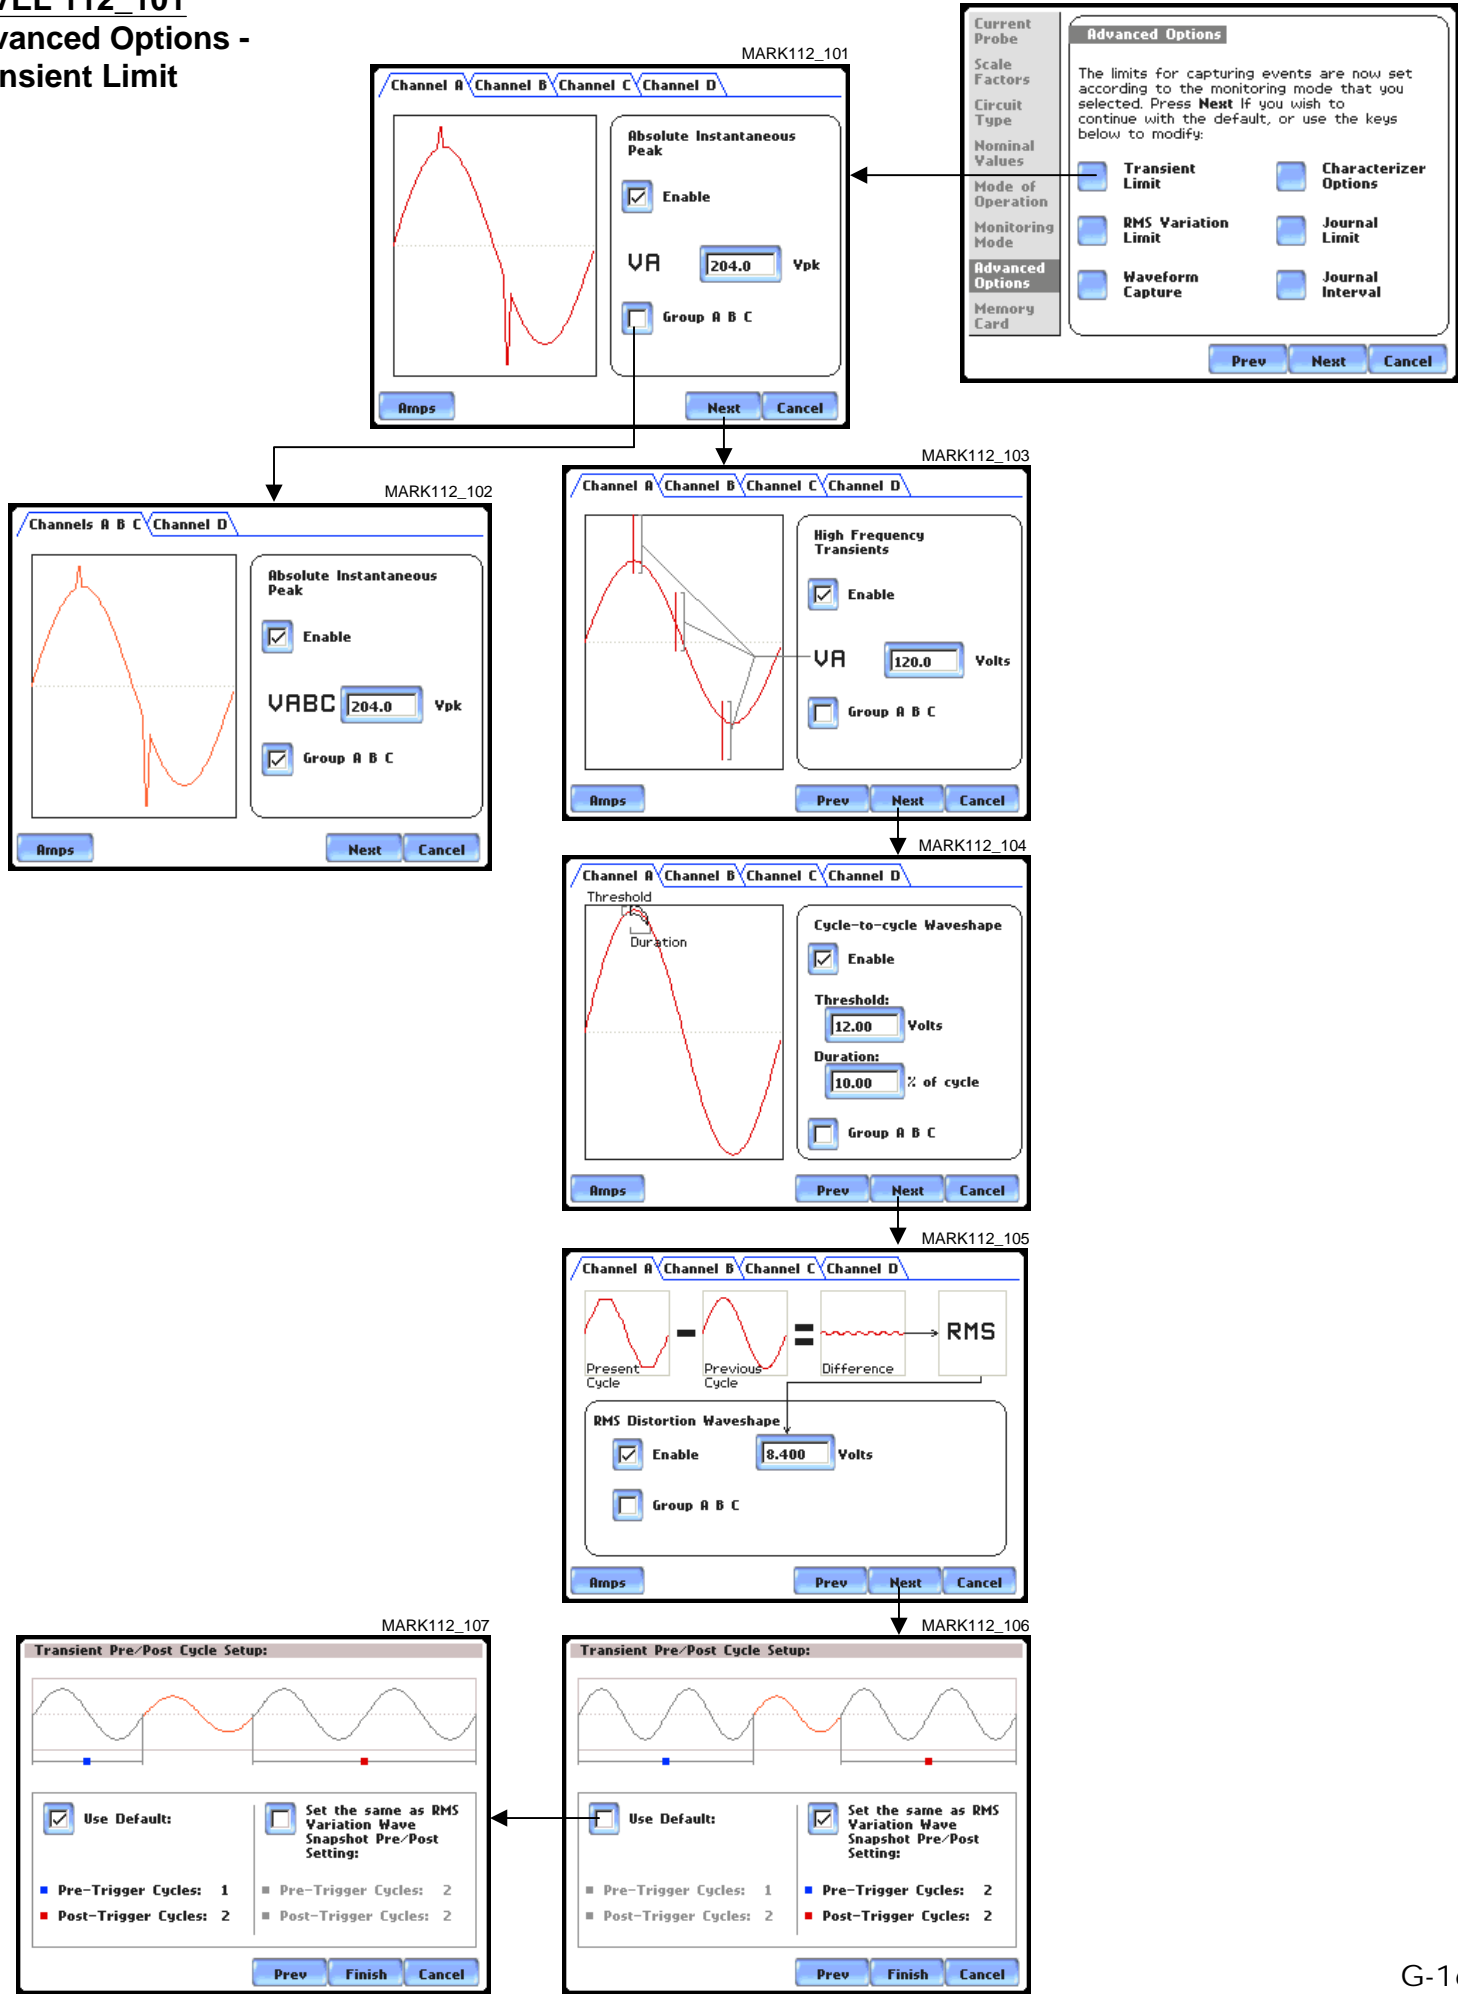 112_101
Advanced Options -
Transient Limit
MARK112_101
Channel A Channel B Channel C Channel D
Absolute Instantaneous
Peak
Enable
VA 204.0 Vpk
Group A B C
Amps Next Cancel
Current
Probe
Scale
Factors
Circuit
Type
Nominal
Values
Mode of
Operation
Monitoring
Mode
Advanced
Options
Memory
Card
Advanced Options
The limits for capturing events are now set
according to the monitoring mode that you
selected. Press Next If you wish to
continue with the default, or use the keys
below to modify:
Transient
Limit
Characterizer
Options
RMS Variation
Limit
Journal
Limit
Waveform
Capture
Journal
Interval
Prev Next Cancel
MARK112_102
Channels A B C Channel D
Absolute Instantaneous
Peak
Enable
VABC 204.0 Vpk
Group A B C
Amps Next Cancel
MARK112_103
Channel A Channel B Channel C Channel D
High Frequency
Transients
Enable
VA 120.0 Volts
Group A B C
Amps Prev Next Cancel
MARK112_104
Channel A Channel B Channel C Channel D
Threshold
Duration
Cycle-to-cycle Waveshape
Enable
Threshold:
12.00 Volts
Duration:
10.00 % of cycle
Group A B C
Amps Prev Next Cancel
MARK112_105
Channel A Channel B Channel C Channel D
Present
Cycle
Previous
Cycle
Difference
RMS
RMS Distortion Waveshape
Enable 8.400 Volts
Group A B C
Amps Prev Next Cancel
MARK112_107
Transient Pre/Post Cycle Setup:
Use Default:
Set the same as RMS
Variation Wave
Snapshot Pre/Post
Setting:
Pre-Trigger Cycles: 1
Post-Trigger Cycles: 2
Pre-Trigger Cycles: 2
Post-Trigger Cycles: 2
Prev Finish Cancel
MARK112_106
Transient Pre/Post Cycle Setup:
Use Default:
Set the same as RMS
Variation Wave
Snapshot Pre/Post
Setting:
Pre-Trigger Cycles: 1
Post-Trigger Cycles: 2
Pre-Trigger Cycles: 2
Post-Trigger Cycles: 2
Prev Finish Cancel